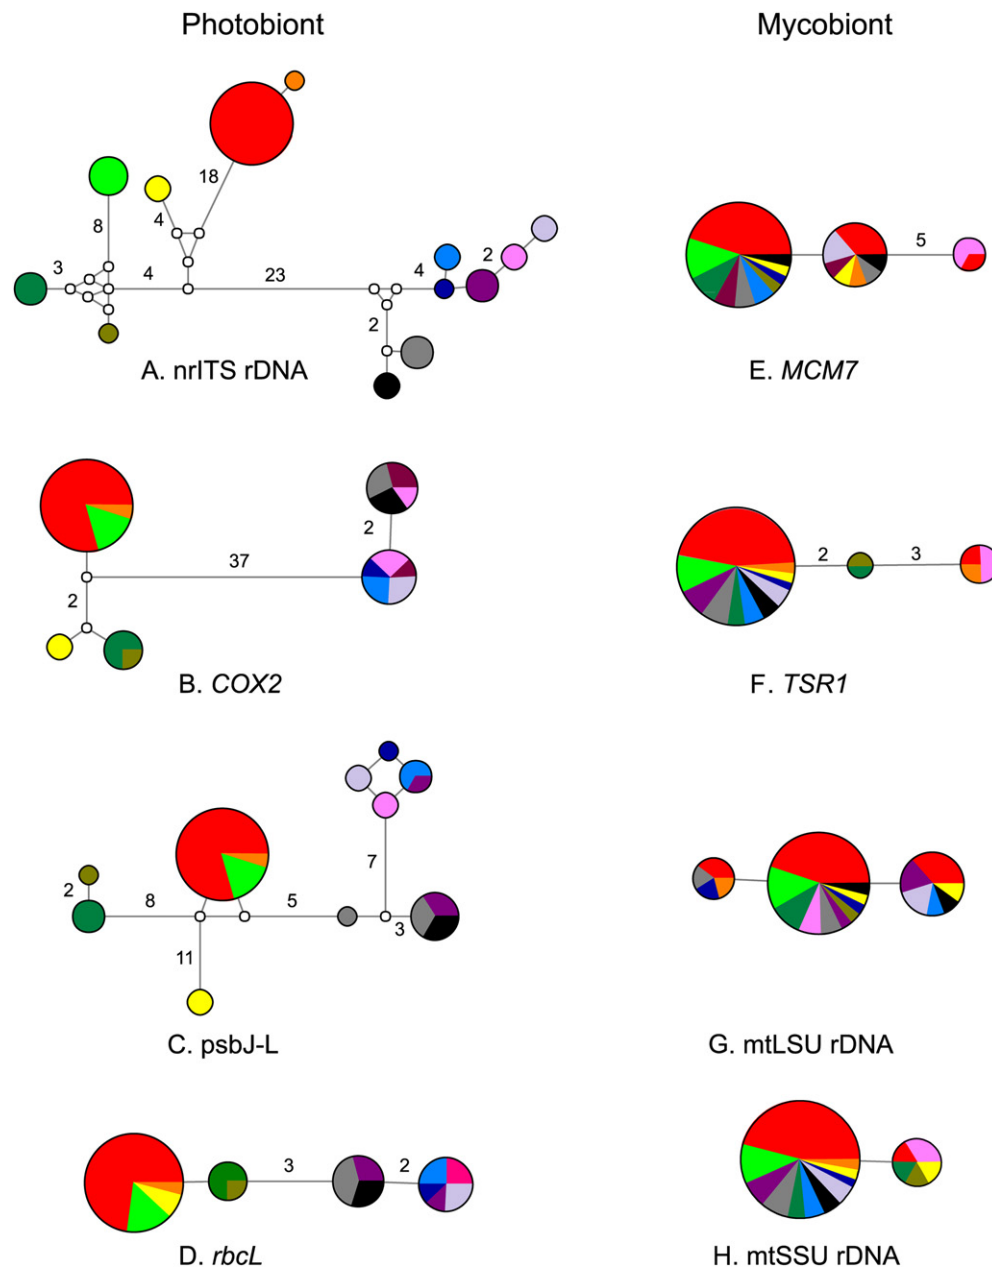 Photobiont
Mycobiont
18
4
8
3
4
23
4
2
2
A. nrITS rDNA
5
E. MCM7
2
37
2
B. COX2
2
3
F. TSR1
7
2
8
5
3
11
C. psbJ-L
G. mtLSU rDNA
3
2
D. rbcL
H. mtSSU rDNA